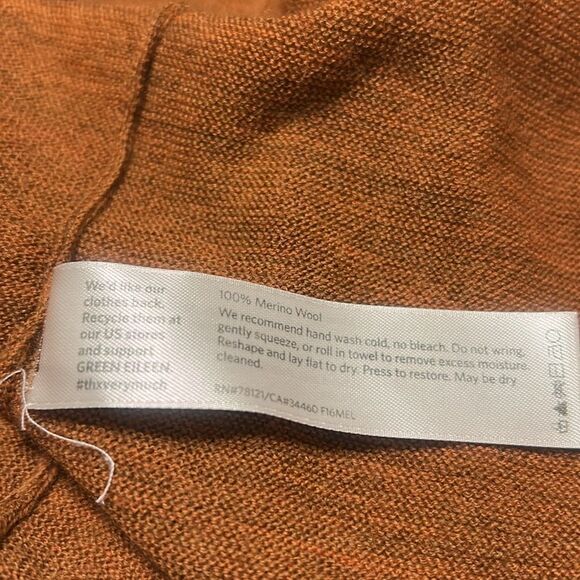 We'd like our
clothes back.
Recycle them at
our US stores
and support
GREEN EILEEN
#thxverymuch
100% Merino Wool
We recommend hand wash cold, no bleach. Do not wring,
gently squeeze, or roll in towel to remove excess moisture.
Reshape and lay flat to dry. Press to restore. May be dry
cleaned.
RN#78121/CA#34460 F16MEL